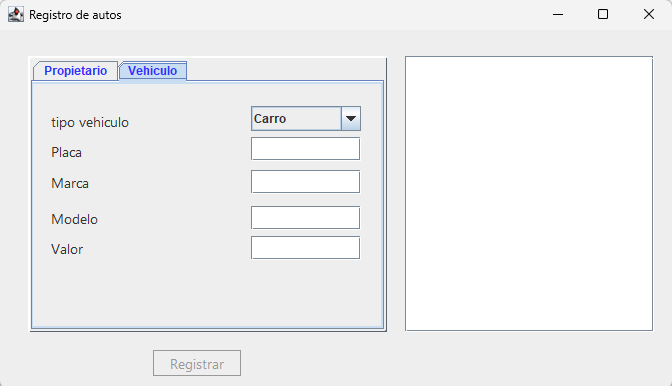 Registro de autos
Propietario Vehiculo
tipo vehiculo Carro
Placa
Marca
Modelo
Valor
Registrar